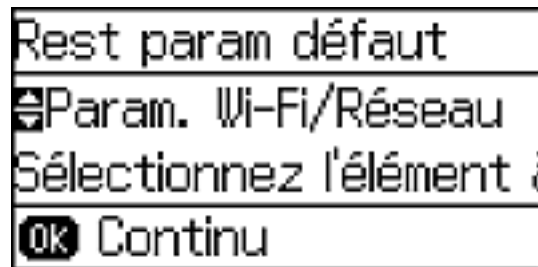 Rest param défaut
Param. Wi-Fi/Réseau
Sélectionnez l'élément à
OK Continu